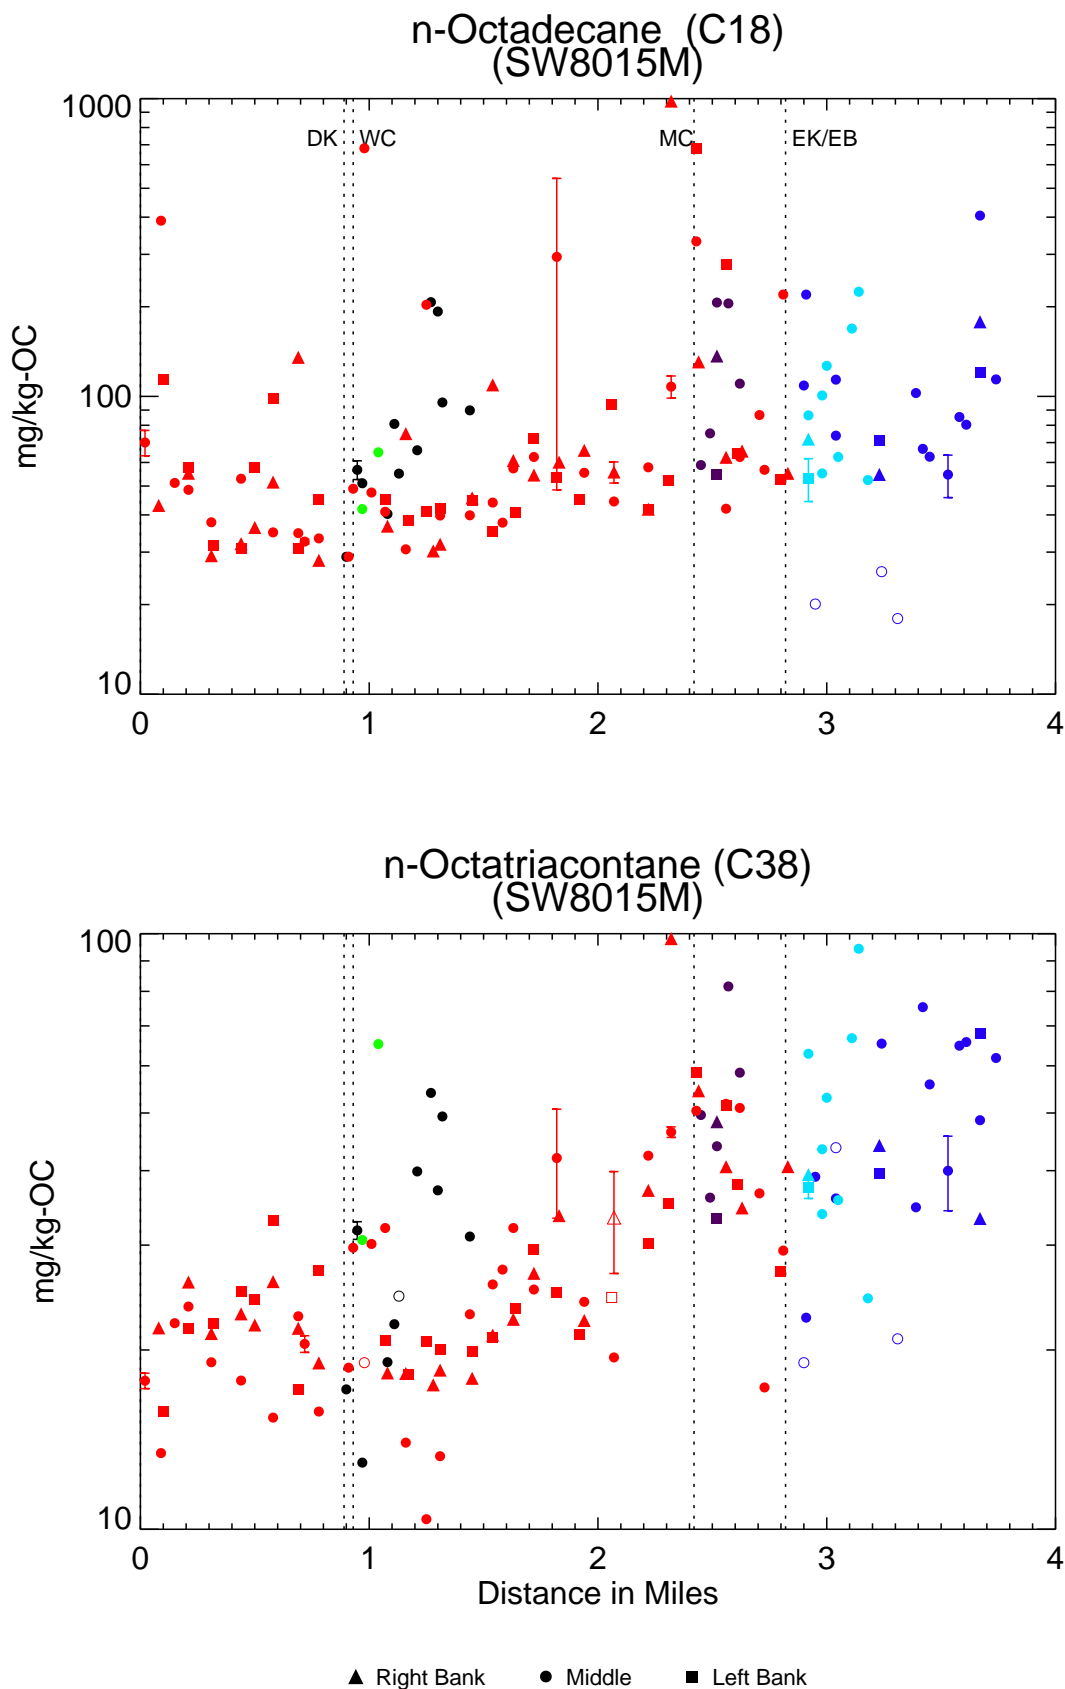 n-Octadecane (C18)
(SW8015M)
1000
DK WC MC EK/EB
mg/kg-OC
100
10
0 1 2 3 4
n-Octatriacontane (C38)
(SW8015M)
100
mg/kg-OC
10
0 1 2 3 4
Distance in Miles
Right Bank Middle Left Bank